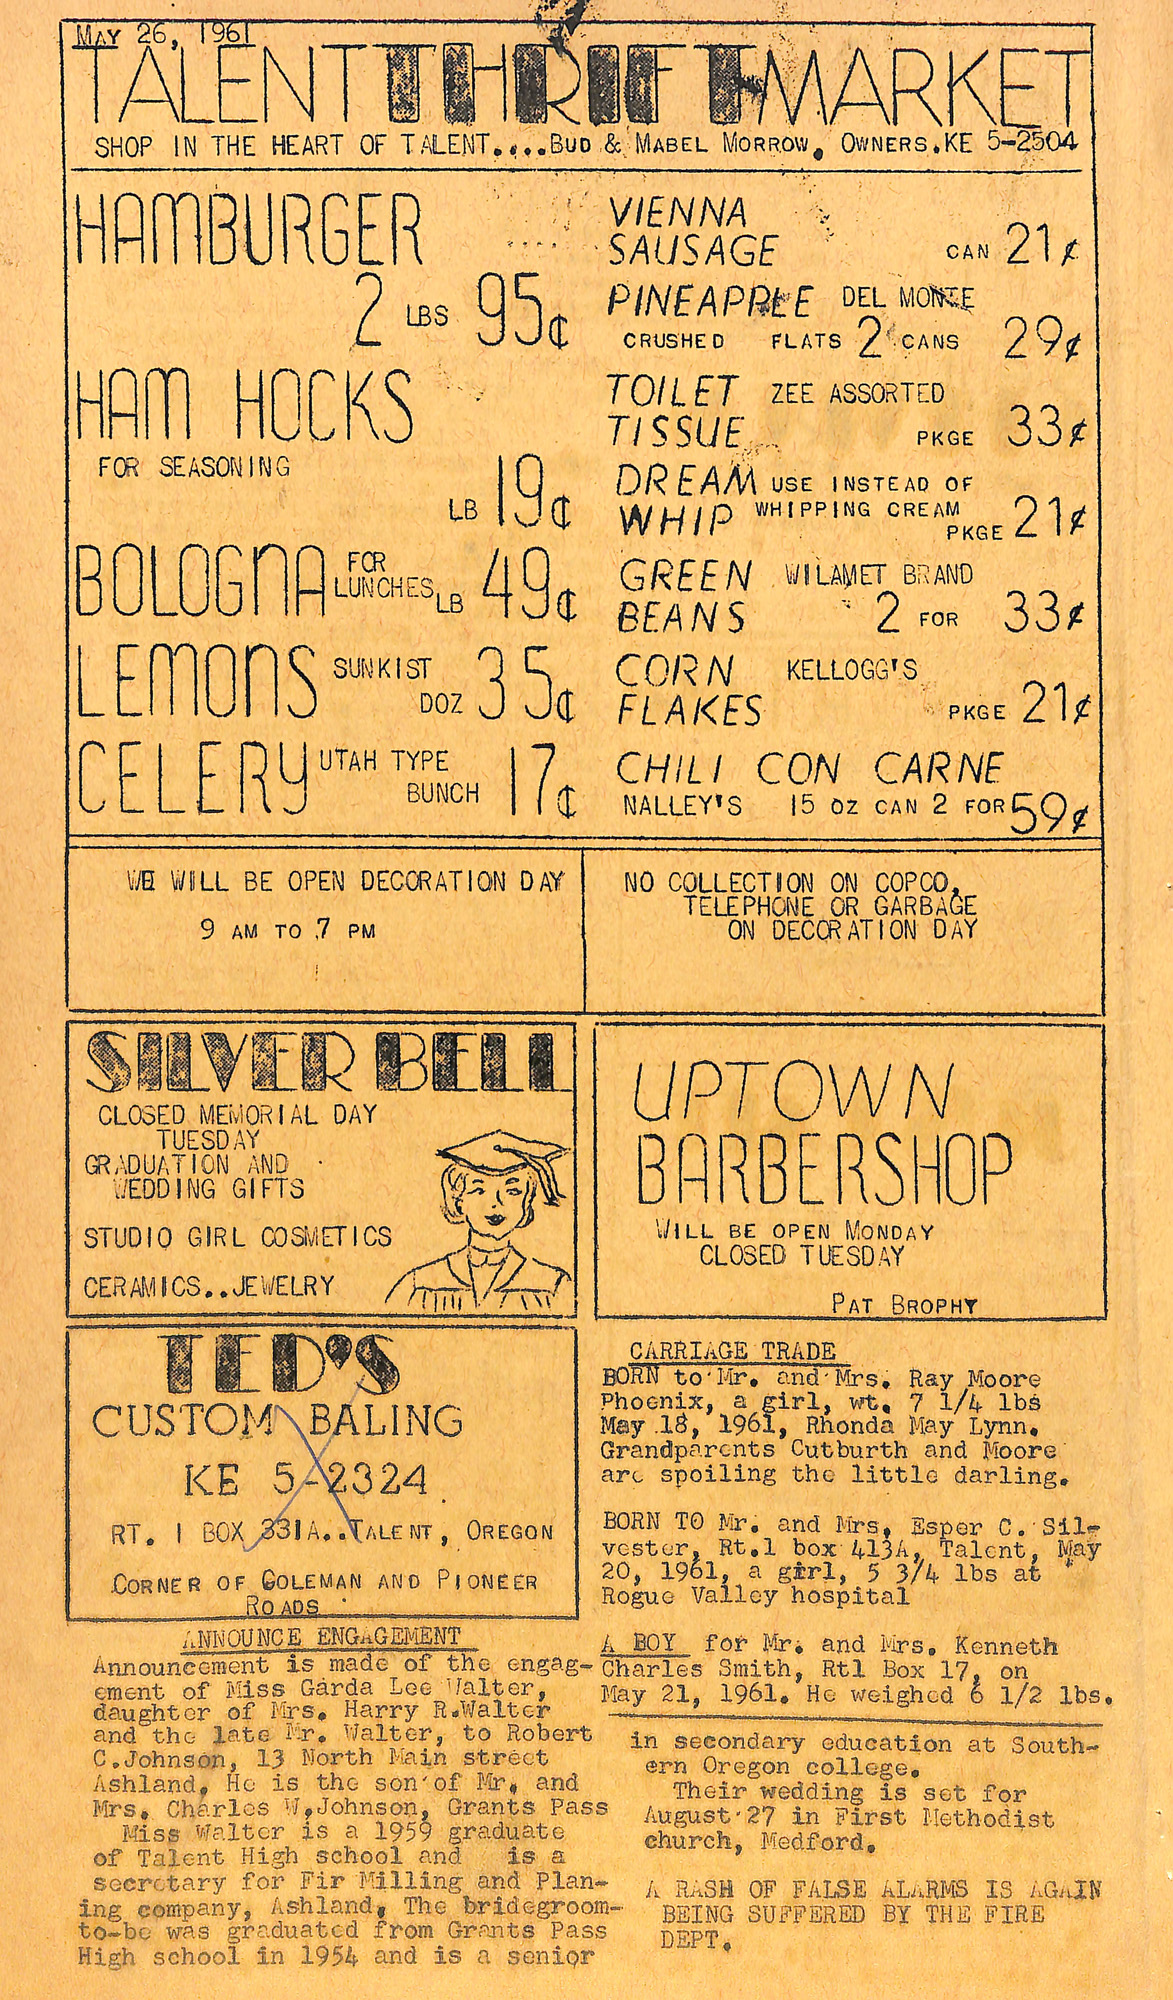 MAY 26, 1961
TALENT THRIFT MARKET
SHOP IN THE HEART OF TALENT....BUD & MABEL MORROW, OWNERS.KE 5-2504
HAMBURGER
2 LBS 95¢
HAM HOCKS
FOR SEASONING
LB 19¢
BOLOGNA FOR
LUNCHES LB 49¢
LEMONS SUNKIST
DOZ 35¢
CELERY UTAH TYPE
BUNCH 17¢
VIENNA
SAUSAGE CAN 21¢
PINEAPPLE DEL MONTE
CRUSHED FLATS 2 CANS 29¢
TOILET ZEE ASSORTED
TISSUE PKGE 33¢
DREAM USE INSTEAD OF
WHIP WHIPPING CREAM
PKGE 21¢
GREEN WILAMET BRAND
BEANS 2 FOR 33¢
CORN KELLOGG'S
FLAKES PKGE 21¢
CHILI CON CARNE
NALLEY'S 15 OZ CAN 2 FOR 59¢
WE WILL BE OPEN DECORATION DAY
9 AM TO 7 PM
NO COLLECTION ON COPCO,
TELEPHONE OR GARBAGE
ON DECORATION DAY
SILVER BELL
CLOSED MEMORIAL DAY
TUESDAY
GRADUATION AND
WEDDING GIFTS
STUDIO GIRL COSMETICS
CERAMICS..JEWELRY
UPTOWN
BARBERSHOP
WILL BE OPEN MONDAY
CLOSED TUESDAY
PAT BROPHY
TED'S
CUSTOM BALING
KE 5-2324
RT. 1 BOX 331A..TALENT, OREGON
CORNER OF COLEMAN AND PIONEER
ROADS
CARRIAGE TRADE
BORN to Mr. and Mrs. Ray Moore
Phoenix, a girl, wt. 7 1/4 lbs
May 18, 1961, Rhonda May Lynn.
Grandparents Cutburth and Moore
are spoiling the little darling.
BORN TO Mr. and Mrs, Esper C. Sil-
vester, Rt.1 box 413A, Talent, May
20, 1961, a girl, 5 3/4 lbs at
Rogue Valley hospital
A BOY for Mr. and Mrs. Kenneth
Charles Smith, Rt1 Box 17, on
May 21, 1961. He weighed 6 1/2 lbs.
ANNOUNCE ENGAGEMENT
Announcement is made of the engag-
ement of Miss Garda Lee Walter,
daughter of Mrs. Harry R.Walter
and the late Mr. Walter, to Robert
C.Johnson, 13 North Main street
Ashland, He is the son of Mr, and
Mrs. Charles W,Johnson, Grants Pass
Miss Walter is a 1959 graduate
of Talent High school and is a
secretary for Fir Milling and Plan-
ing company, Ashland, The bridegroom-
to-be was graduated from Grants Pass
High school in 1954 and is a senior
in secondary education at South-
ern Oregon college.
Their wedding is set for
August 27 in First Methodist
church, Medford.
A RASH OF FALSE ALARMS IS AGAIN
BEING SUFFERED BY THE FIRE
DEPT.